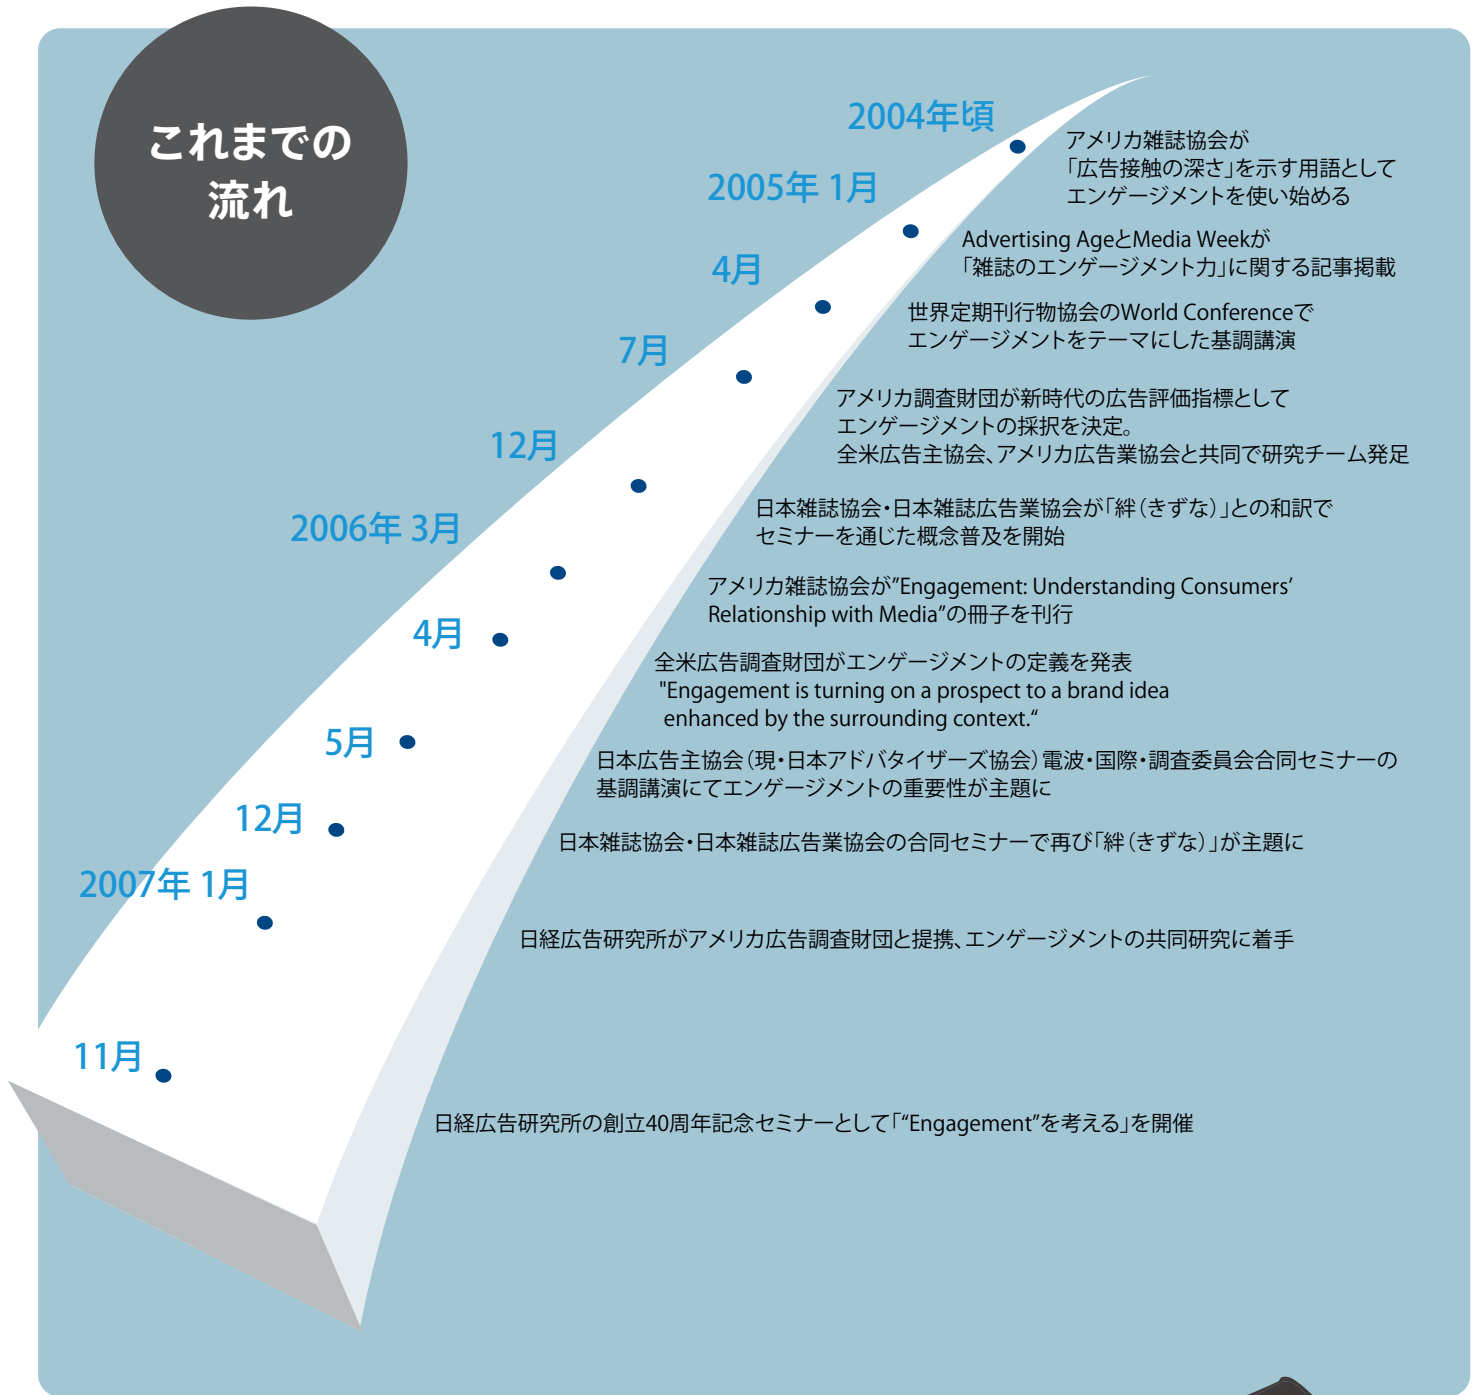 これまでの
流れ
2004年頃
アメリカ雑誌協会が
「広告接触の深さ」を示す用語として
エンゲージメントを使い始める
2005年 1月
Advertising AgeとMedia Weekが
「雑誌のエンゲージメント力」に関する記事掲載
4月
世界定期刊行物協会のWorld Conferenceで
エンゲージメントをテーマにした基調講演
7月
アメリカ調査財団が新時代の広告評価指標として
エンゲージメントの採択を決定。
全米広告主協会、アメリカ広告業協会と共同で研究チーム発足
12月
日本雑誌協会・日本雑誌広告業協会が「絆（きずな）」との和訳で
セミナーを通じた概念普及を開始
2006年 3月
アメリカ雑誌協会が”Engagement: Understanding Consumers’
Relationship with Media”の冊子を刊行
4月
全米広告調査財団がエンゲージメントの定義を発表
"Engagement is turning on a prospect to a brand idea
enhanced by the surrounding context.“
5月
日本広告主協会（現・日本アドバタイザーズ協会）電波・国際・調査委員会合同セミナーの
基調講演にてエンゲージメントの重要性が主題に
12月
日本雑誌協会・日本雑誌広告業協会の合同セミナーで再び「絆（きずな）」が主題に
2007年 1月
日経広告研究所がアメリカ広告調査財団と提携、エンゲージメントの共同研究に着手
11月
日経広告研究所の創立40周年記念セミナーとして「“Engagement”を考える」を開催